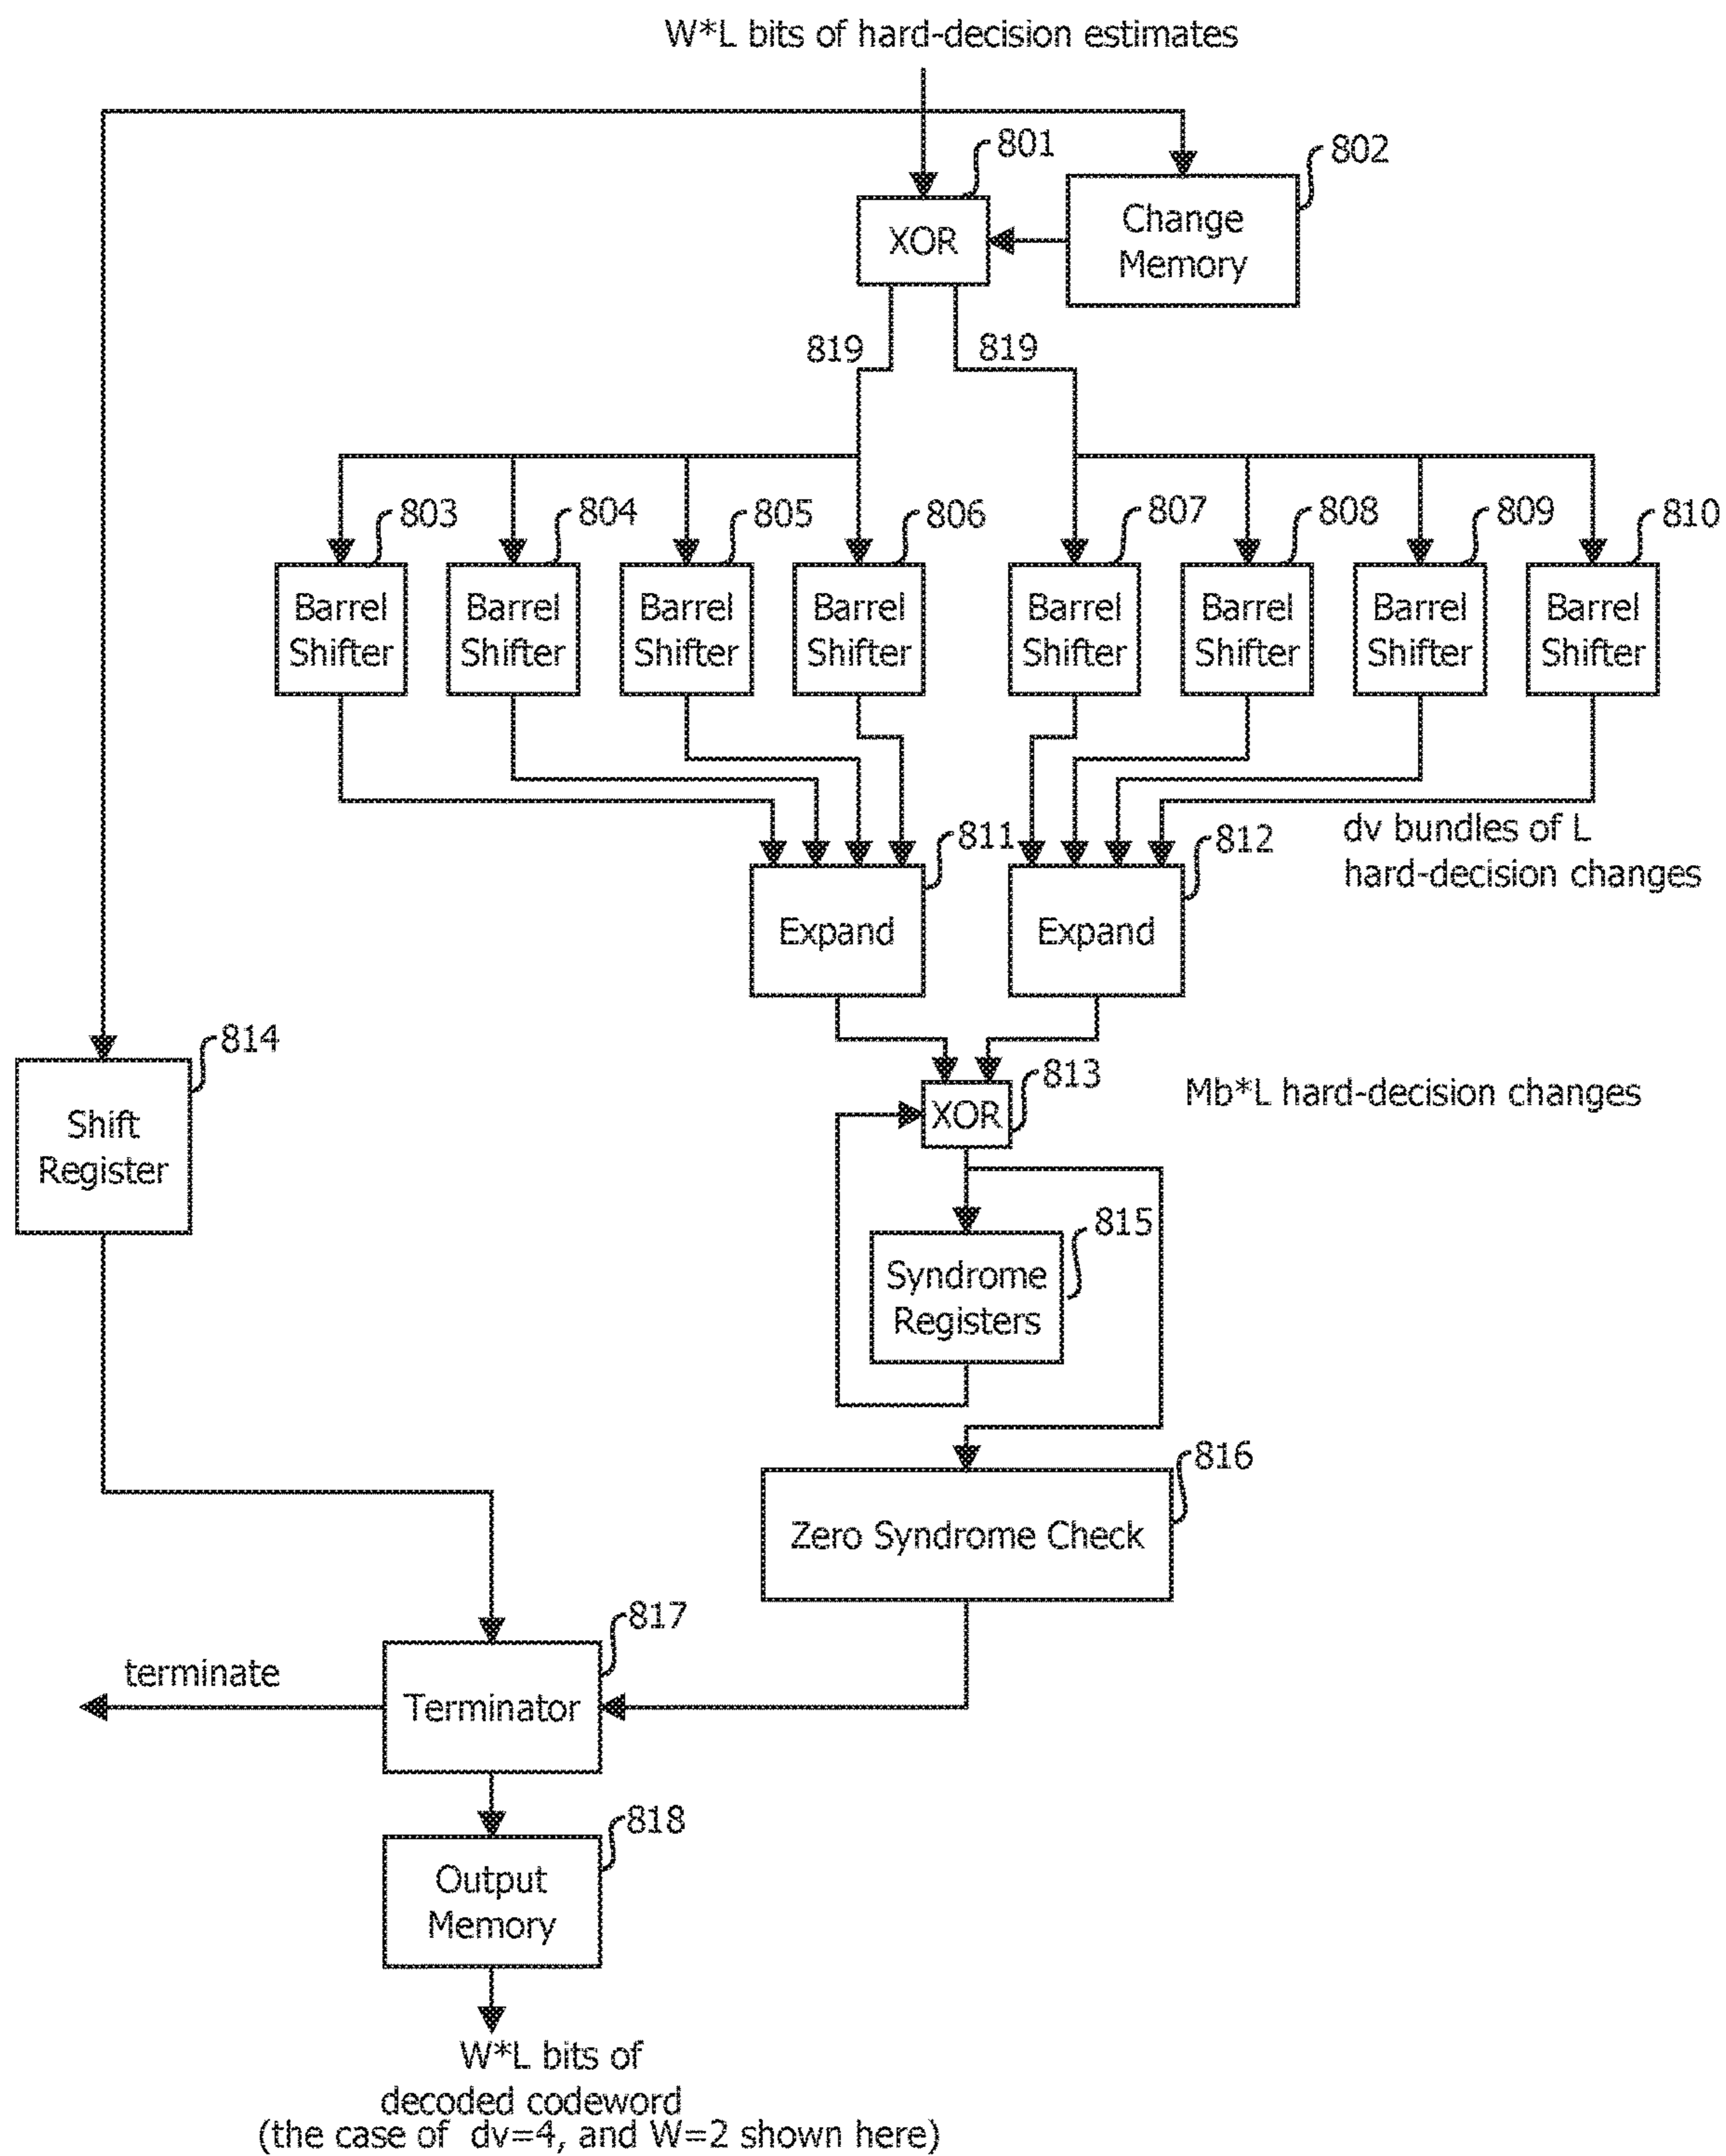 W*L bits of hard-decision estimates
801
802
XOR
Change
Memory
819
819
803
804
805
806
807
808
809
810
Barrel
Shifter
Barrel
Shifter
Barrel
Shifter
Barrel
Shifter
Barrel
Shifter
Barrel
Shifter
Barrel
Shifter
Barrel
Shifter
811
812
dv bundles of L
hard-decision changes
Expand
Expand
814
813
Mb*L hard-decision changes
XOR
Shift
Register
815
Syndrome
Registers
816
Zero Syndrome Check
817
terminate
Terminator
818
Output
Memory
W*L bits of
decoded codeword
(the case of dv=4, and W=2 shown here)